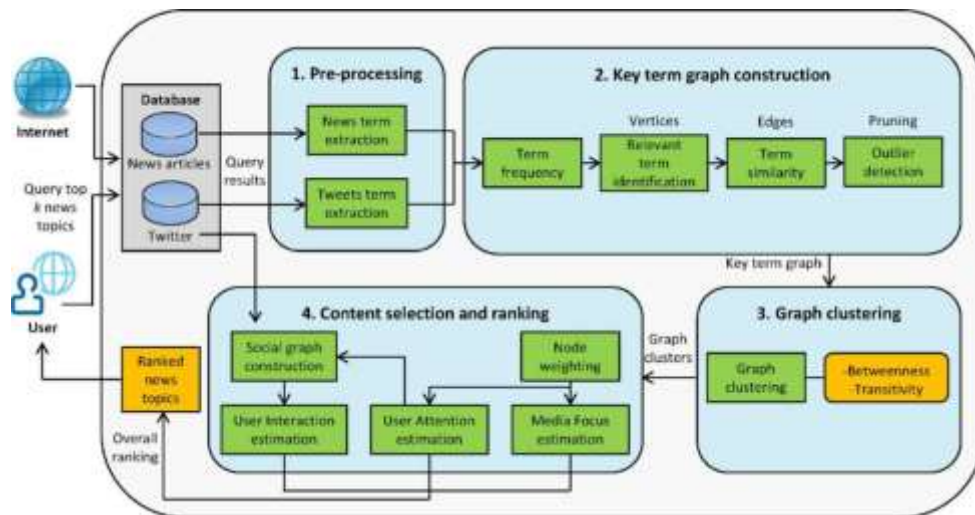 1. Pre-processing
2. Key term graph construction
Internet
Database
News articles
Twitter
Query
results
News term
extraction
Tweets term
extraction
Vertices
Edges
Pruning
Term
frequency
Relevant
term
identification
Term
similarity
Outlier
detection
Query top
k news
topics
User
Key term graph
4. Content selection and ranking
3. Graph clustering
Ranked
news
topics
Social graph
construction
Node
weighting
Graph
clusters
Graph
clustering
-Betweenness
-Transitivity
User Interaction
estimation
User Attention
estimation
Media Focus
estimation
Overall
ranking